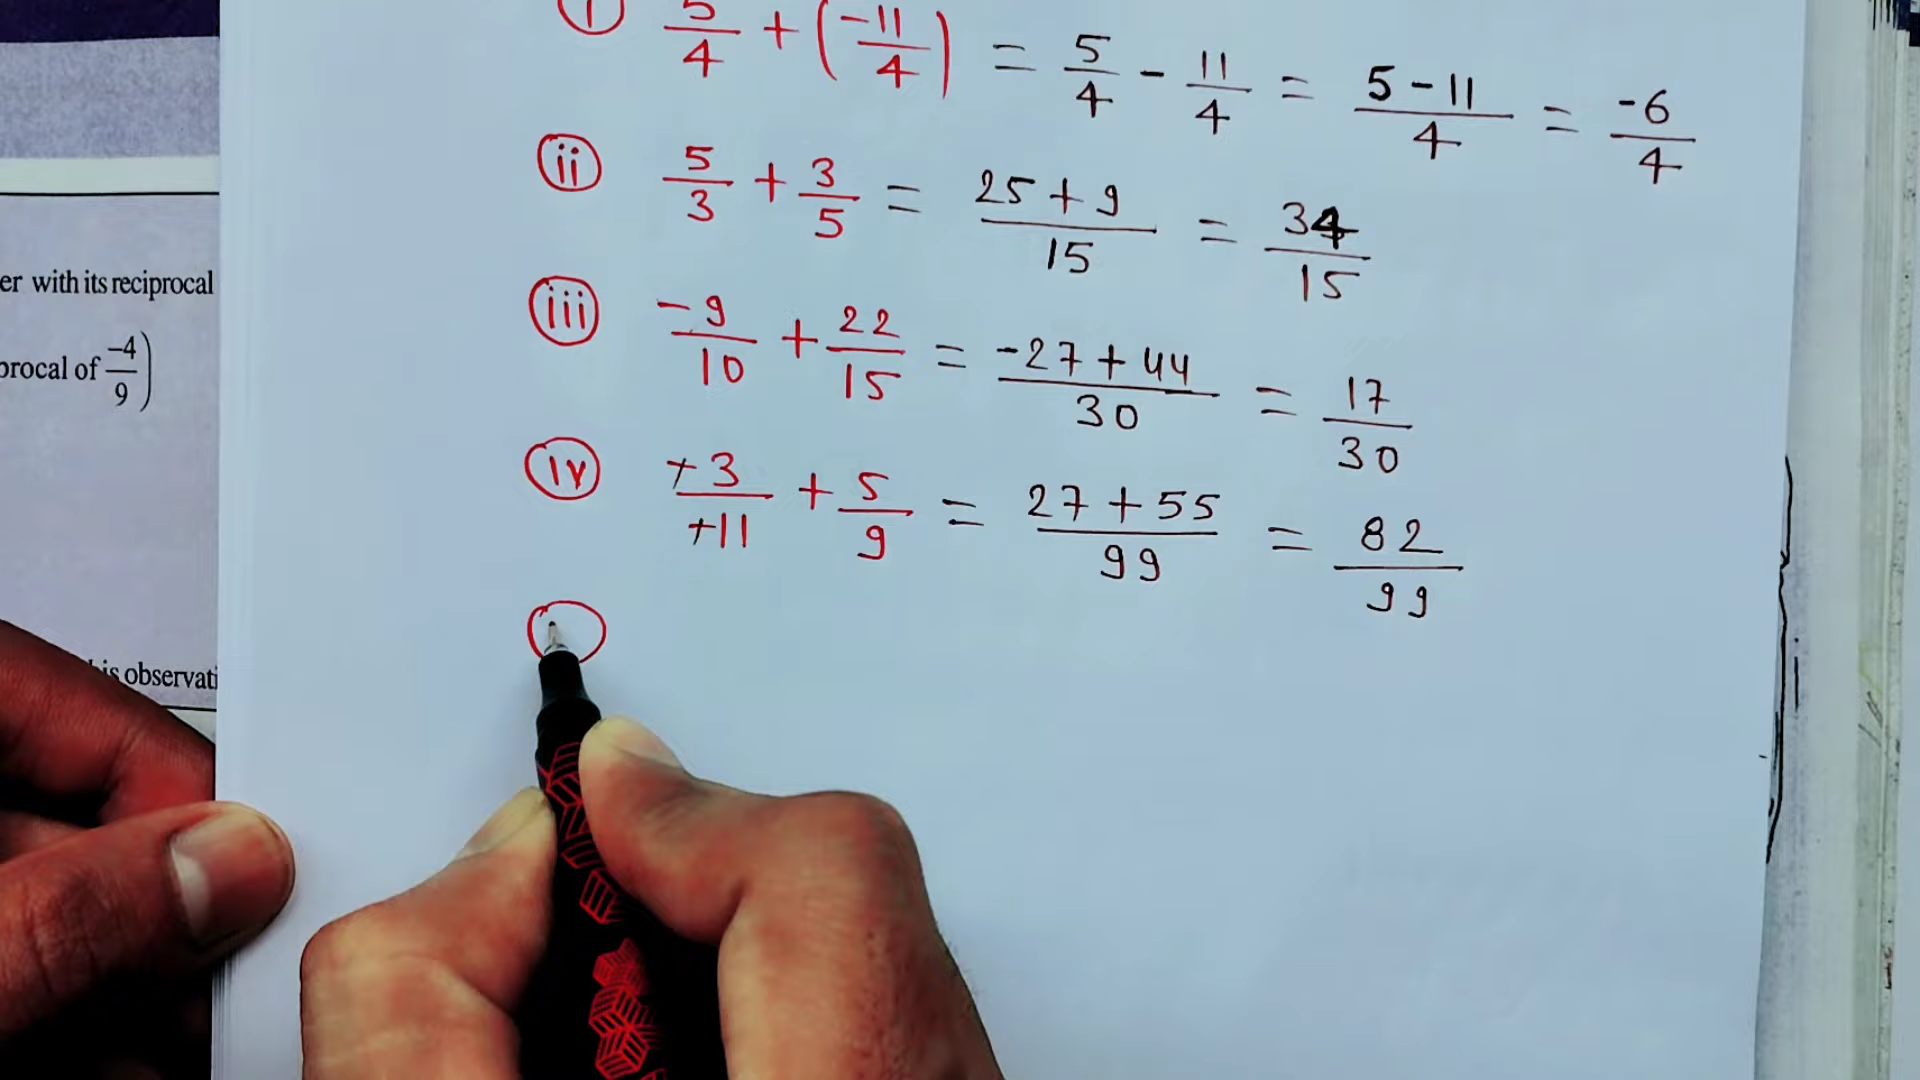 (i) 5/4 + (-11/4) = 5/4 - 11/4 = 5-11/4 = -6/4
(ii) 5/3 + 3/5 = 25+9/15 = 34/15
(iii) -9/10 + 22/15 = -27+44/30 = 17/30
(iv) +3/+11 + 5/9 = 27+55/99 = 82/99
er with its reciprocal
procal of -4/9)
is observati